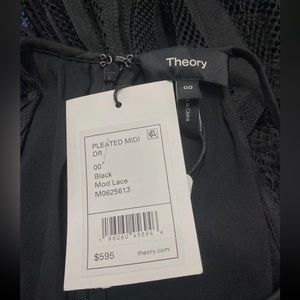 Theory
00
PLEATED MIDI
DR
00
Black
Mod Lace
M0625613
$595
theory.com